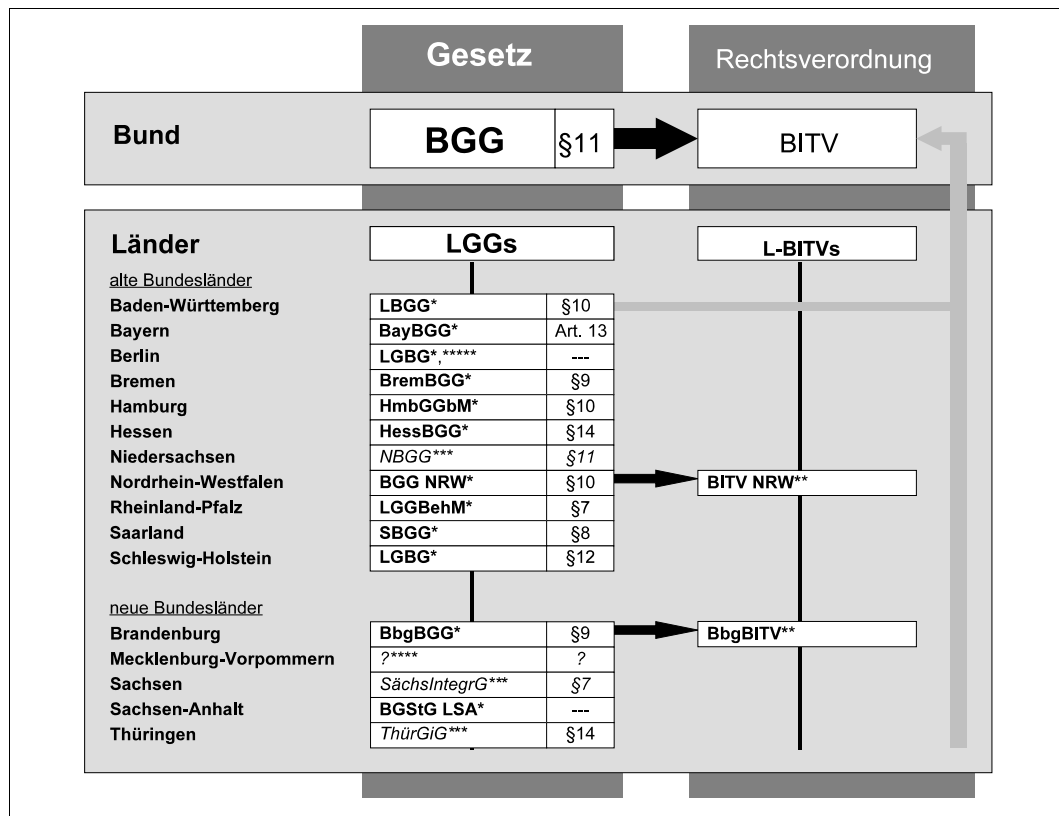 Gesetz Rechtsverordnung
Bund BGG §11 BITV
Länder LGGs L-BITVs
alte Bundesländer
Baden-Württemberg LBGG* §10
Bayern BayBGG* Art. 13
Berlin LGBG*,***** ---
Bremen BremBGG* §9
Hamburg HmbGGbM* §10
Hessen HessBGG* §14
Niedersachsen NBGG*** §11
Nordrhein-Westfalen BGG NRW* §10 BITV NRW**
Rheinland-Pfalz LGGBehM* §7
Saarland SBGG* §8
Schleswig-Holstein LGBG* §12
neue Bundesländer
Brandenburg BbgBGG* §9 BbgBITV**
Mecklenburg-Vorpommern ?**** ?
Sachsen SächsIntegrG*** §7
Sachsen-Anhalt BGStG LSA* ---
Thüringen ThürGiG*** §14